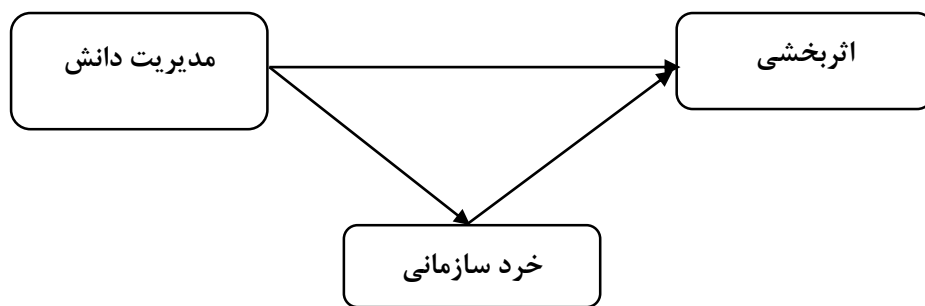 اثربخشی
مدیریت دانش
خرد سازمانی